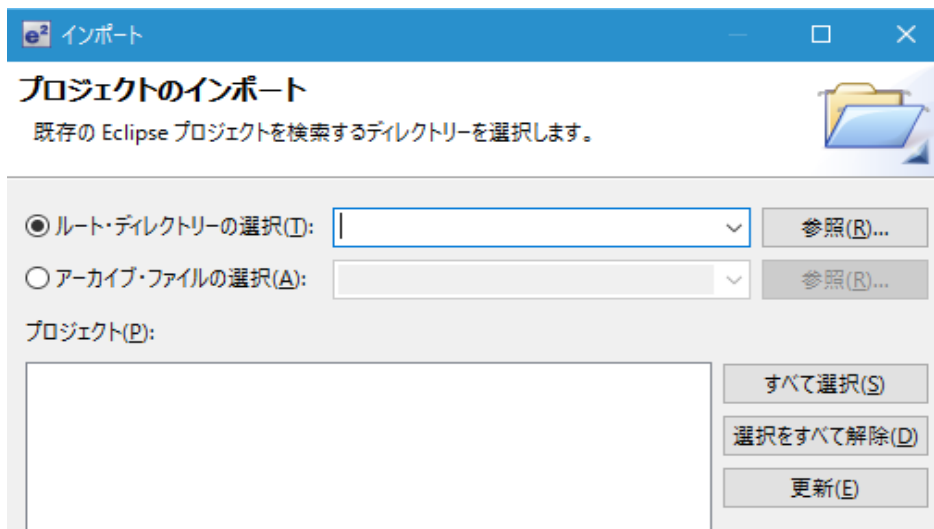 e² インポート
プロジェクトのインポート
既存の Eclipse プロジェクトを検索するディレクトリーを選択します。
ルート・ディレクトリーの選択(T): 参照(R)...
アーカイブ・ファイルの選択(A): 参照(R)...
プロジェクト(P):
すべて選択(S)
選択をすべて解除(D)
更新(E)